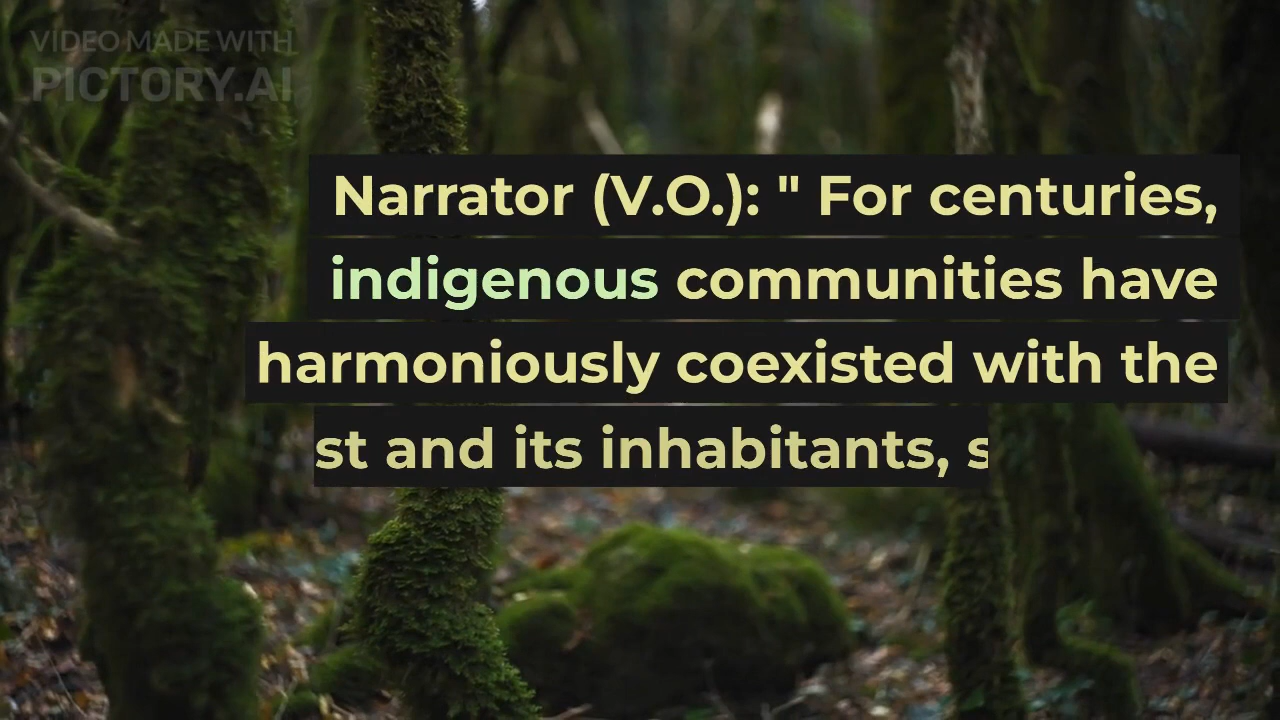 VIDEO MADE WITH
PICTORY.AI
Narrator (V.O.): " For centuries,
indigenous communities have
harmoniously coexisted with the
st and its inhabitants, s